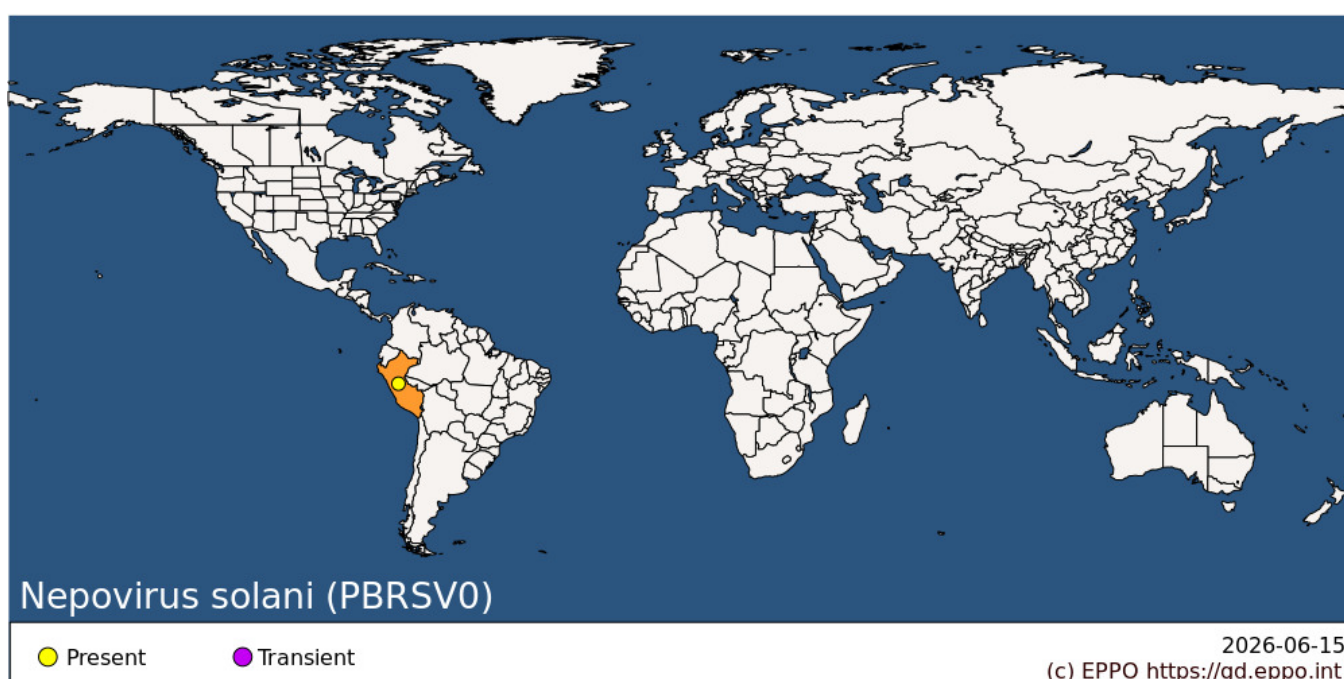 Nepovirus solani (PBRSV0)
Present
Transient
2026-06-15
(c) EPPO https://gd.eppo.int